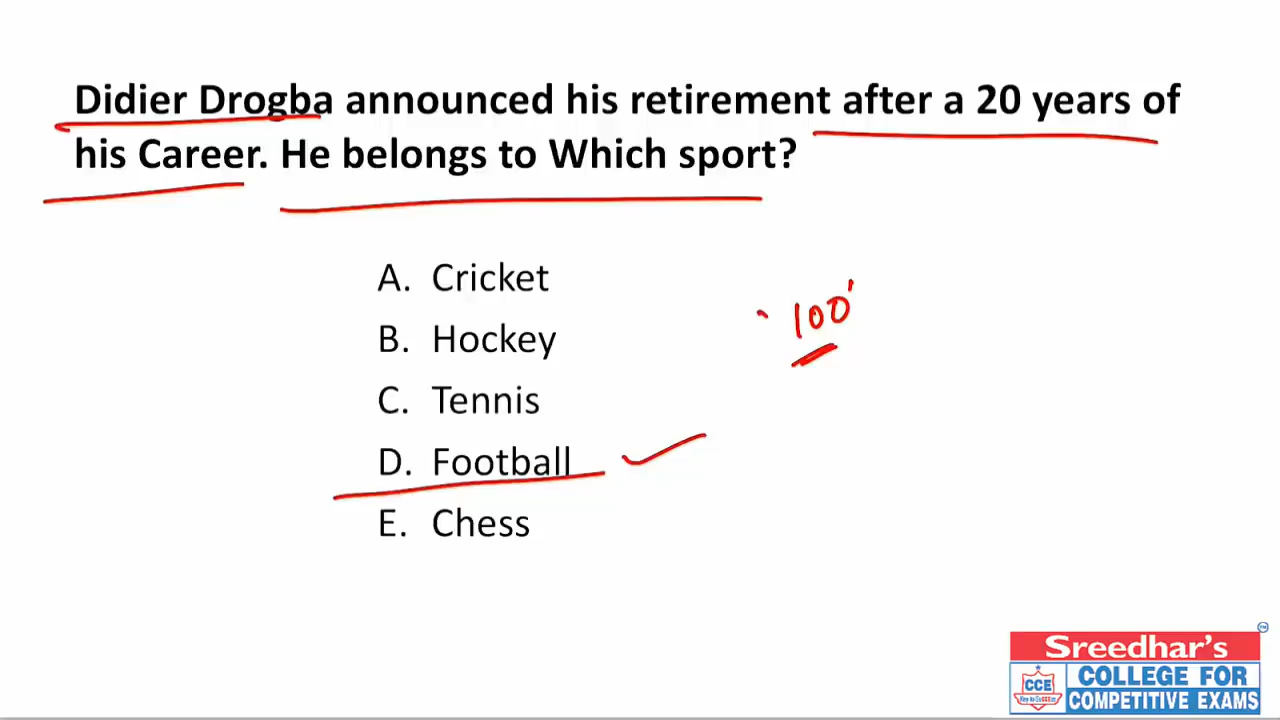 Didier Drogba announced his retirement after a 20 years of
his Career. He belongs to Which sport?
A. Cricket
B. Hockey
C. Tennis
D. Football
E. Chess
100
Sreedhar's
CCE
COLLEGE FOR
COMPETITIVE EXAMS